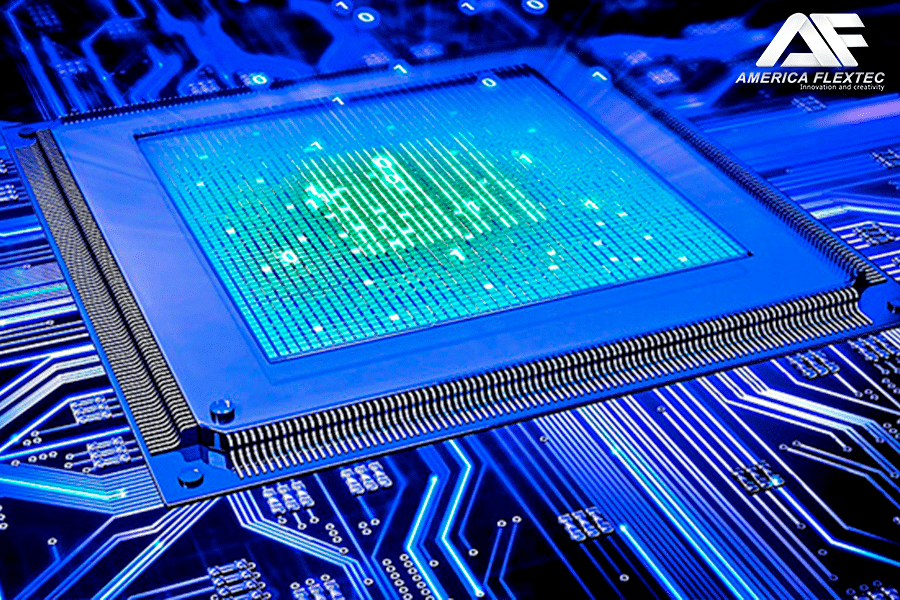 AF
AMERICA FLEXTEC
Innovation and creativity